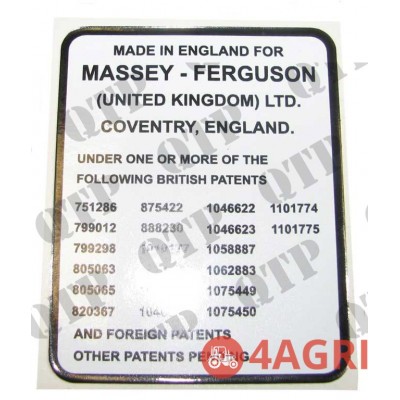 MADE IN ENGLAND FOR
MASSEY - FERGUSON
(UNITED KINGDOM) LTD.
COVENTRY, ENGLAND.
UNDER ONE OR MORE OF THE
FOLLOWING BRITISH PATENTS
751286 875422 1046622 1101774
799012 888230 1046623 1101775
799298 1058887
805063 1062883
805065 1075449
820367 1075450
AND FOREIGN PATENTS
OTHER PATENTS
4AGRI
QTP